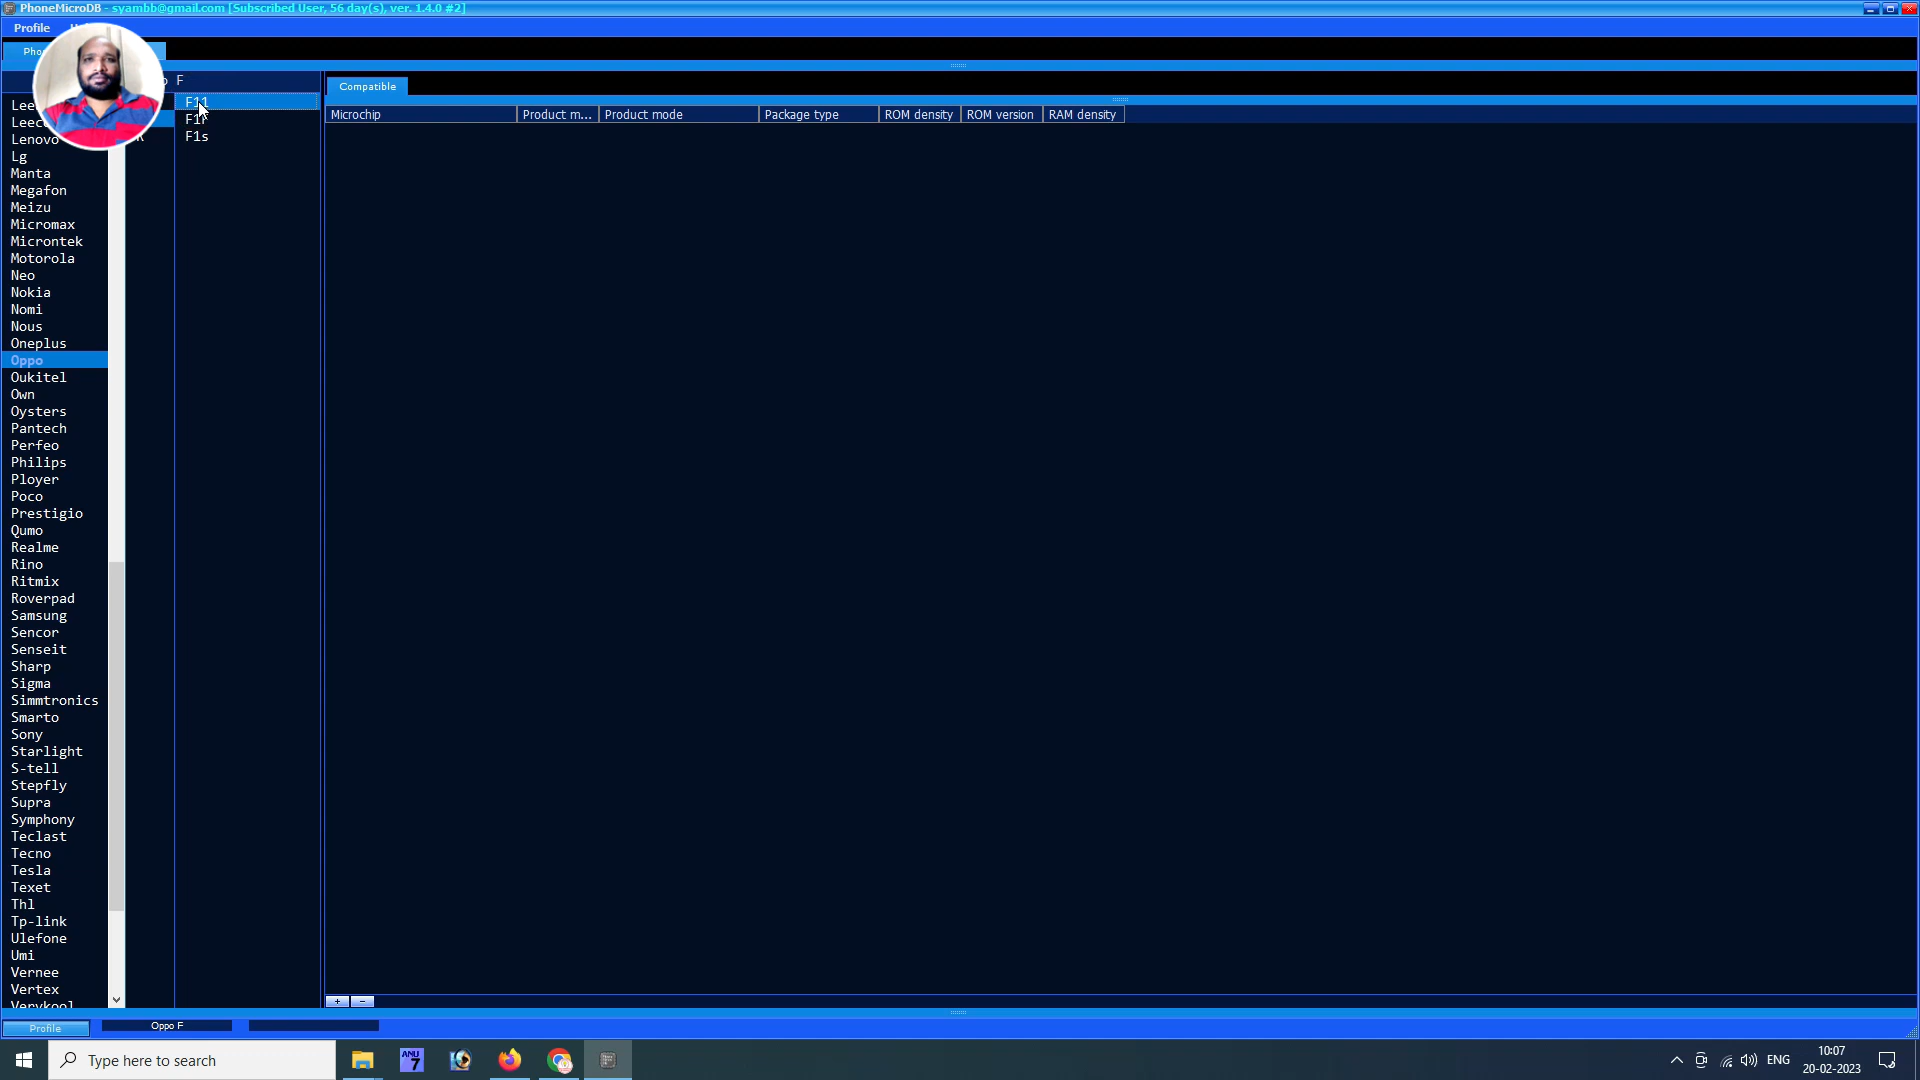 PhoneMicroDB - syambb@gmail.com [Subscribed User, 56 day(s), ver. 1.4.0 #2]
Profile
F
Compatible
F11
Microchip Product m... Product mode Package type ROM density ROM version RAM density
F1s
Lenovo
Lg
Manta
Megafon
Meizu
Micromax
Microntek
Motorola
Neo
Nokia
Nomi
Nous
Oneplus
Oppo
Oukitel
Own
Oysters
Pantech
Perfeo
Philips
Ployer
Poco
Prestigio
Qumo
Realme
Rino
Ritmix
Roverpad
Samsung
Sencor
Senseit
Sharp
Sigma
Simmtronics
Smarto
Sony
Starlight
S-tell
Stepfly
Supra
Symphony
Teclast
Tecno
Tesla
Texet
Thl
Tp-link
Ulefone
Umi
Vernee
Vertex
Verykool
+ -
Profile Oppo F
Type here to search
ANU 7
ENG
10:07
20-02-2023